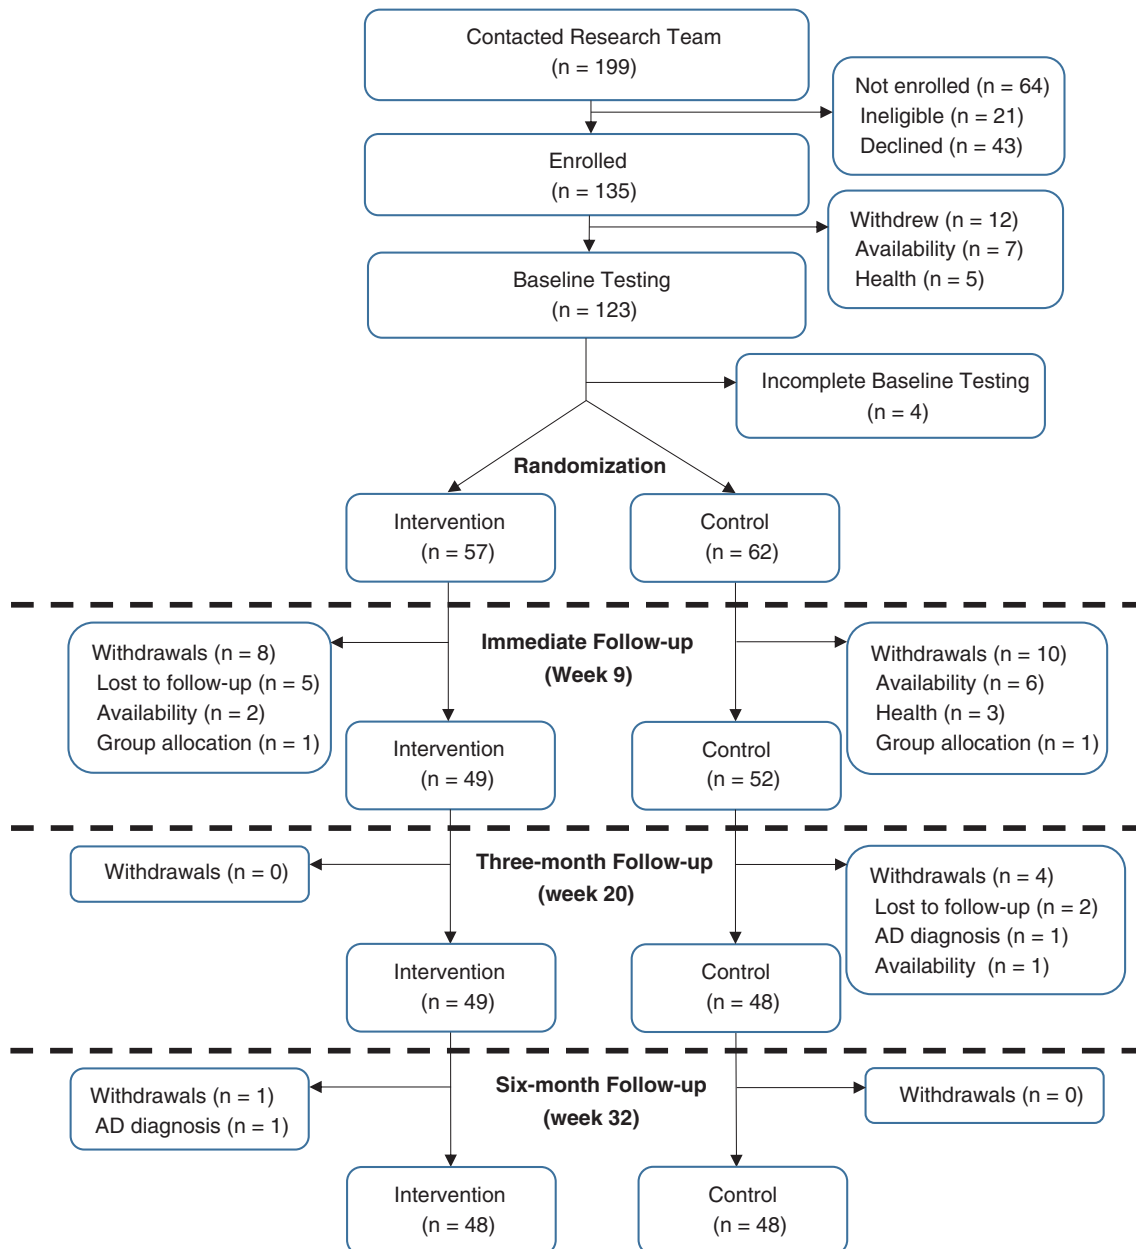 Contacted Research Team
(n = 199)
Not enrolled (n = 64)
Ineligible (n = 21)
Declined (n = 43)
Enrolled
(n = 135)
Withdrew (n = 12)
Availability (n = 7)
Health (n = 5)
Baseline Testing
(n = 123)
Incomplete Baseline Testing
(n = 4)
Randomization
Intervention
(n = 57)
Control
(n = 62)
Immediate Follow-up
(Week 9)
Withdrawals (n = 8)
Lost to follow-up (n = 5)
Availability (n = 2)
Group allocation (n = 1)
Withdrawals (n = 10)
Availability (n = 6)
Health (n = 3)
Group allocation (n = 1)
Intervention
(n = 49)
Control
(n = 52)
Three-month Follow-up
(week 20)
Withdrawals (n = 0)
Withdrawals (n = 4)
Lost to follow-up (n = 2)
AD diagnosis (n = 1)
Availability (n = 1)
Intervention
(n = 49)
Control
(n = 48)
Six-month Follow-up
(week 32)
Withdrawals (n = 1)
AD diagnosis (n = 1)
Withdrawals (n = 0)
Intervention
(n = 48)
Control
(n = 48)